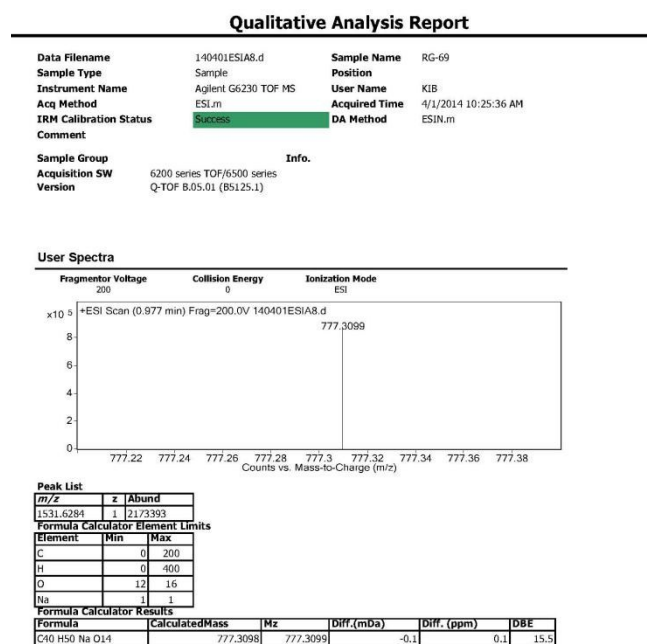 Qualitative Analysis Report
Data Filename 140401ESIA8.d Sample Name RG-69
Sample Type Sample Position
Instrument Name Agilent G6230 TOF MS User Name KIB
Acq Method ESI.m Acquired Time 4/1/2014 10:25:36 AM
IRM Calibration Status Success DA Method ESIN.m
Comment
Sample Group Info.
Acquisition SW 6200 series TOF/6500 series
Version Q-TOF B.05.01 (B5125.1)
User Spectra
Fragmentor Voltage Collision Energy Ionization Mode
200 0 ESI
x10 5 +ESI Scan (0.977 min) Frag=200.0V 140401ESIA8.d
777.3099
8
6
4
2
0
777.22 777.24 777.26 777.28 777.3 777.32 777.34 777.36 777.38
Counts vs. Mass-to-Charge (m/z)
Peak List
m/z z Abund
1531.6284 1 2173393
Formula Calculator Element Limits
Element Min Max
C 0 200
H 0 400
O 12 16
Na 1 1
Formula Calculator Results
Formula CalculatedMass Mz Diff.(mDa) Diff. (ppm) DBE
C40 H50 Na O14 777.3098 777.3099 -0.1 0.1 15.5